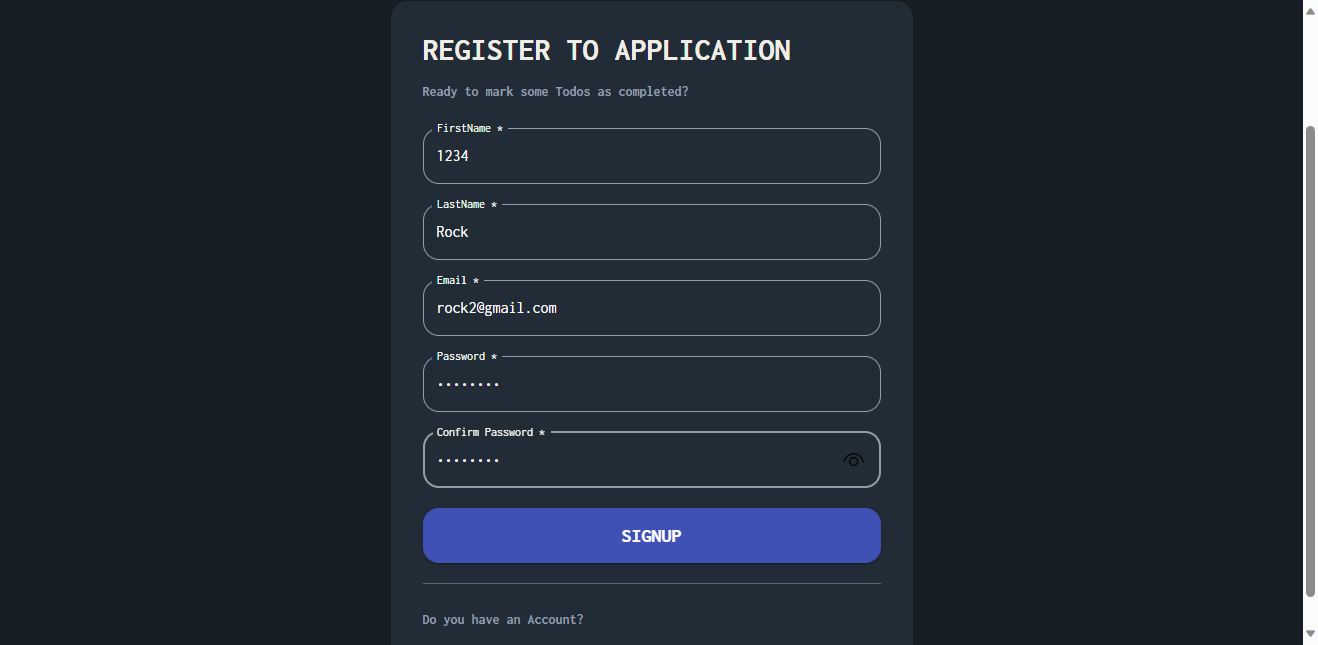 REGISTER TO APPLICATION
Ready to mark some Todos as completed?
FirstName *
1234
LastName *
Rock
Email *
rock2@gmail.com
Password *
••••••••
Confirm Password *
••••••••
SIGNUP
Do you have an Account?